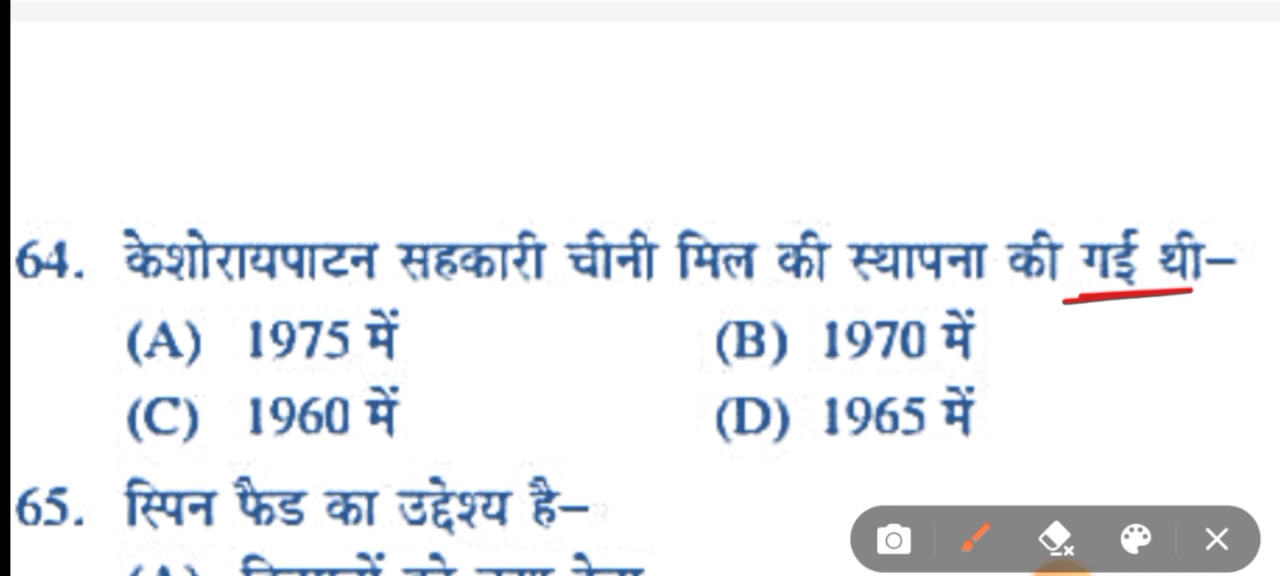 64. केशोरायपाटन सहकारी चीनी मिल की स्थापना की गई थी–
(A) 1975 में (B) 1970 में
(C) 1960 में (D) 1965 में
65. स्पिन फैड का उद्देश्य है–